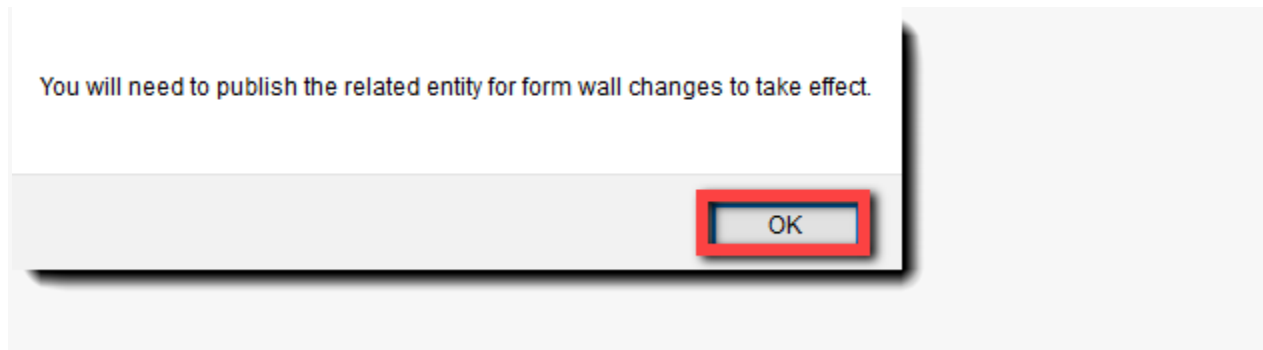 You will need to publish the related entity for form wall changes to take effect.
OK